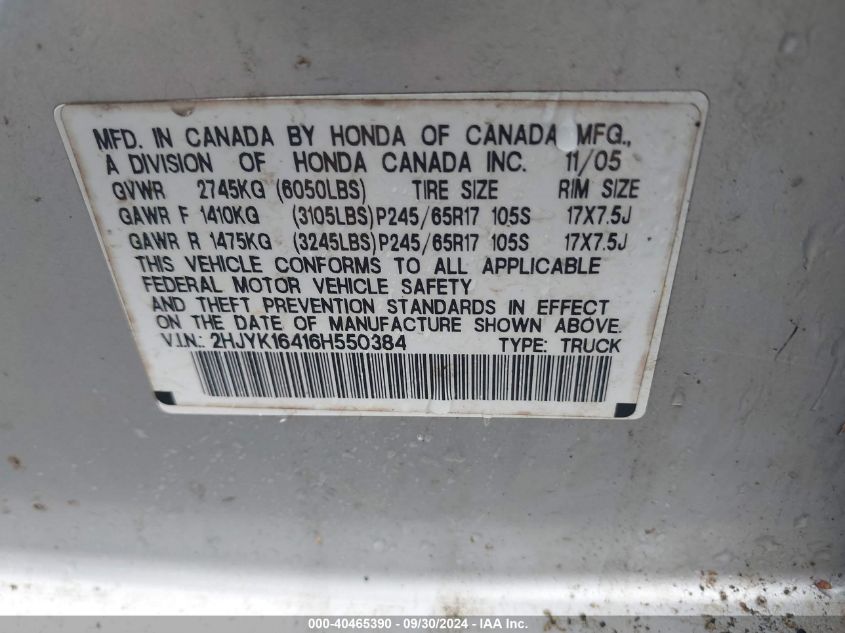 MFD. IN CANADA BY HONDA OF CANADA MFG.,
A DIVISION OF HONDA CANADA INC. 11/05
GVWR 2745KG (6050LBS) TIRE SIZE RIM SIZE
GAWR F 1410KG (3105LBS) P245/65R17 105S 17X7.5J
GAWR R 1475KG (3245LBS) P245/65R17 105S 17X7.5J
THIS VEHICLE CONFORMS TO ALL APPLICABLE
FEDERAL MOTOR VEHICLE SAFETY
AND THEFT PREVENTION STANDARDS IN EFFECT
ON THE DATE OF MANUFACTURE SHOWN ABOVE.
V.I.N.: 2HJYK16416H550384 TYPE: TRUCK
000-40465390 - 09/30/2024 - IAA Inc.